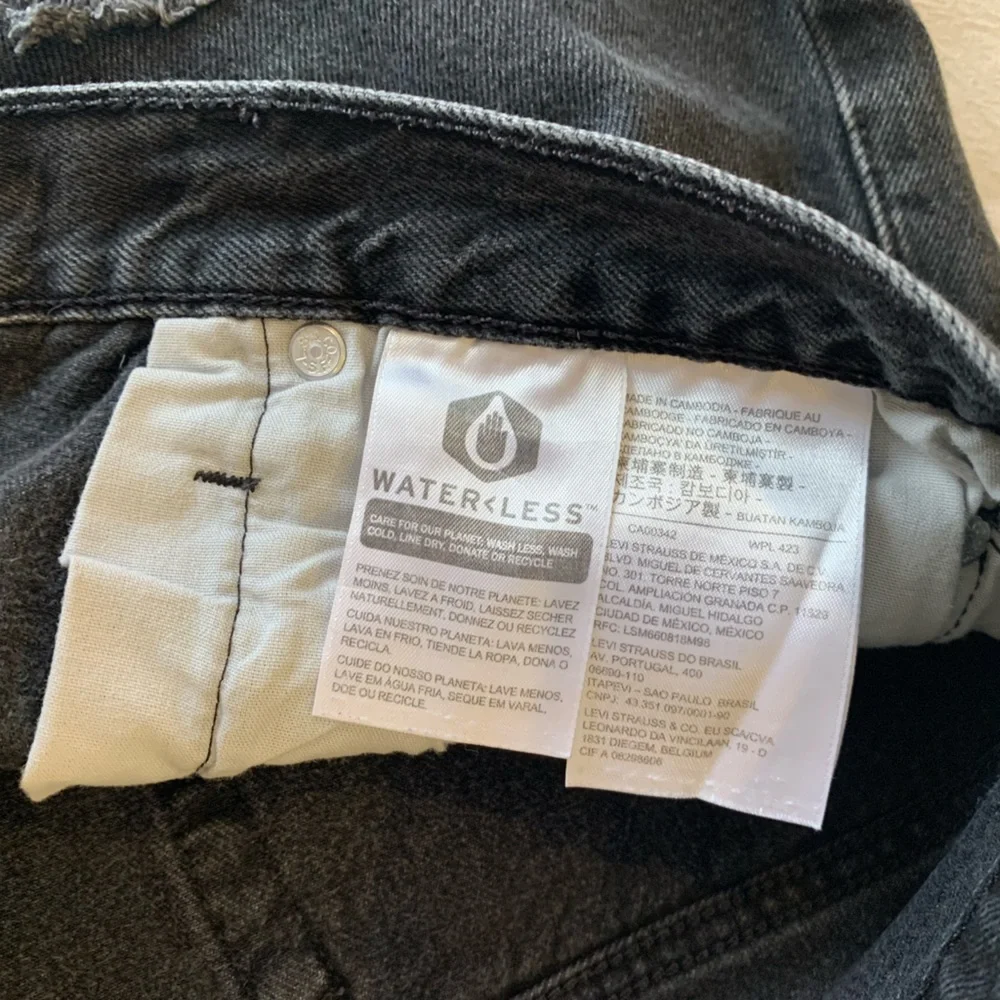 WATER<LESS™
CARE FOR OUR PLANET: WASH LESS, WASH
COLD, LINE DRY, DONATE OR RECYCLE
PRENEZ SOIN DE NOTRE PLANETE: LAVEZ
MOINS, LAVEZ A FROID, LAISSEZ SECHER
NATURELLEMENT, DONNEZ OU RECYCLEZ
CUIDA NUESTRO PLANETA: LAVA MENOS,
LAVA EN FRIO, TIENDE LA ROPA, DONA O
RECICLA.
CUIDE DO NOSSO PLANETA: LAVE MENOS,
LAVE EM ÁGUA FRIA, SEQUE EM VARAL,
DOE OU RECICLE.
MADE IN CAMBODIA - FABRIQUE AU
CAMBODGE - FABRICADO EN CAMBOYA -
FABRICADO NO CAMBOJA -
KAMBOÇYA' DA ÜRETILMİŞTİR -
СДЕЛАНО В КАМБОДЖЕ -
柬埔寨制造 - 柬埔寨製 -
제조국 : 캄보디아 -
カンボジア製 - BUATAN KAMBOJA
CA00342 WPL 423
LEVI STRAUSS DE MÉXICO S.A. DE C.V.
BLVD. MIGUEL DE CERVANTES SAAVEDRA
NO. 301. TORRE NORTE PISO 7
COL. AMPLIACIÓN GRANADA C.P. 11529
ALCALDÍA. MIGUEL HIDALGO
CIUDAD DE MÉXICO, MÉXICO
RFC: LSM660818M98
LEVI STRAUSS DO BRASIL
AV. PORTUGAL, 400
06690-110
ITAPEVI – SAO PAULO. BRASIL
CNPJ: 43.351.097/0001-90
LEVI STRAUSS & CO. EU SCA/CVA
LEONARDO DA VINCILAAN, 19 - D
1831 DIEGEM, BELGIUM
CIF A 08298606